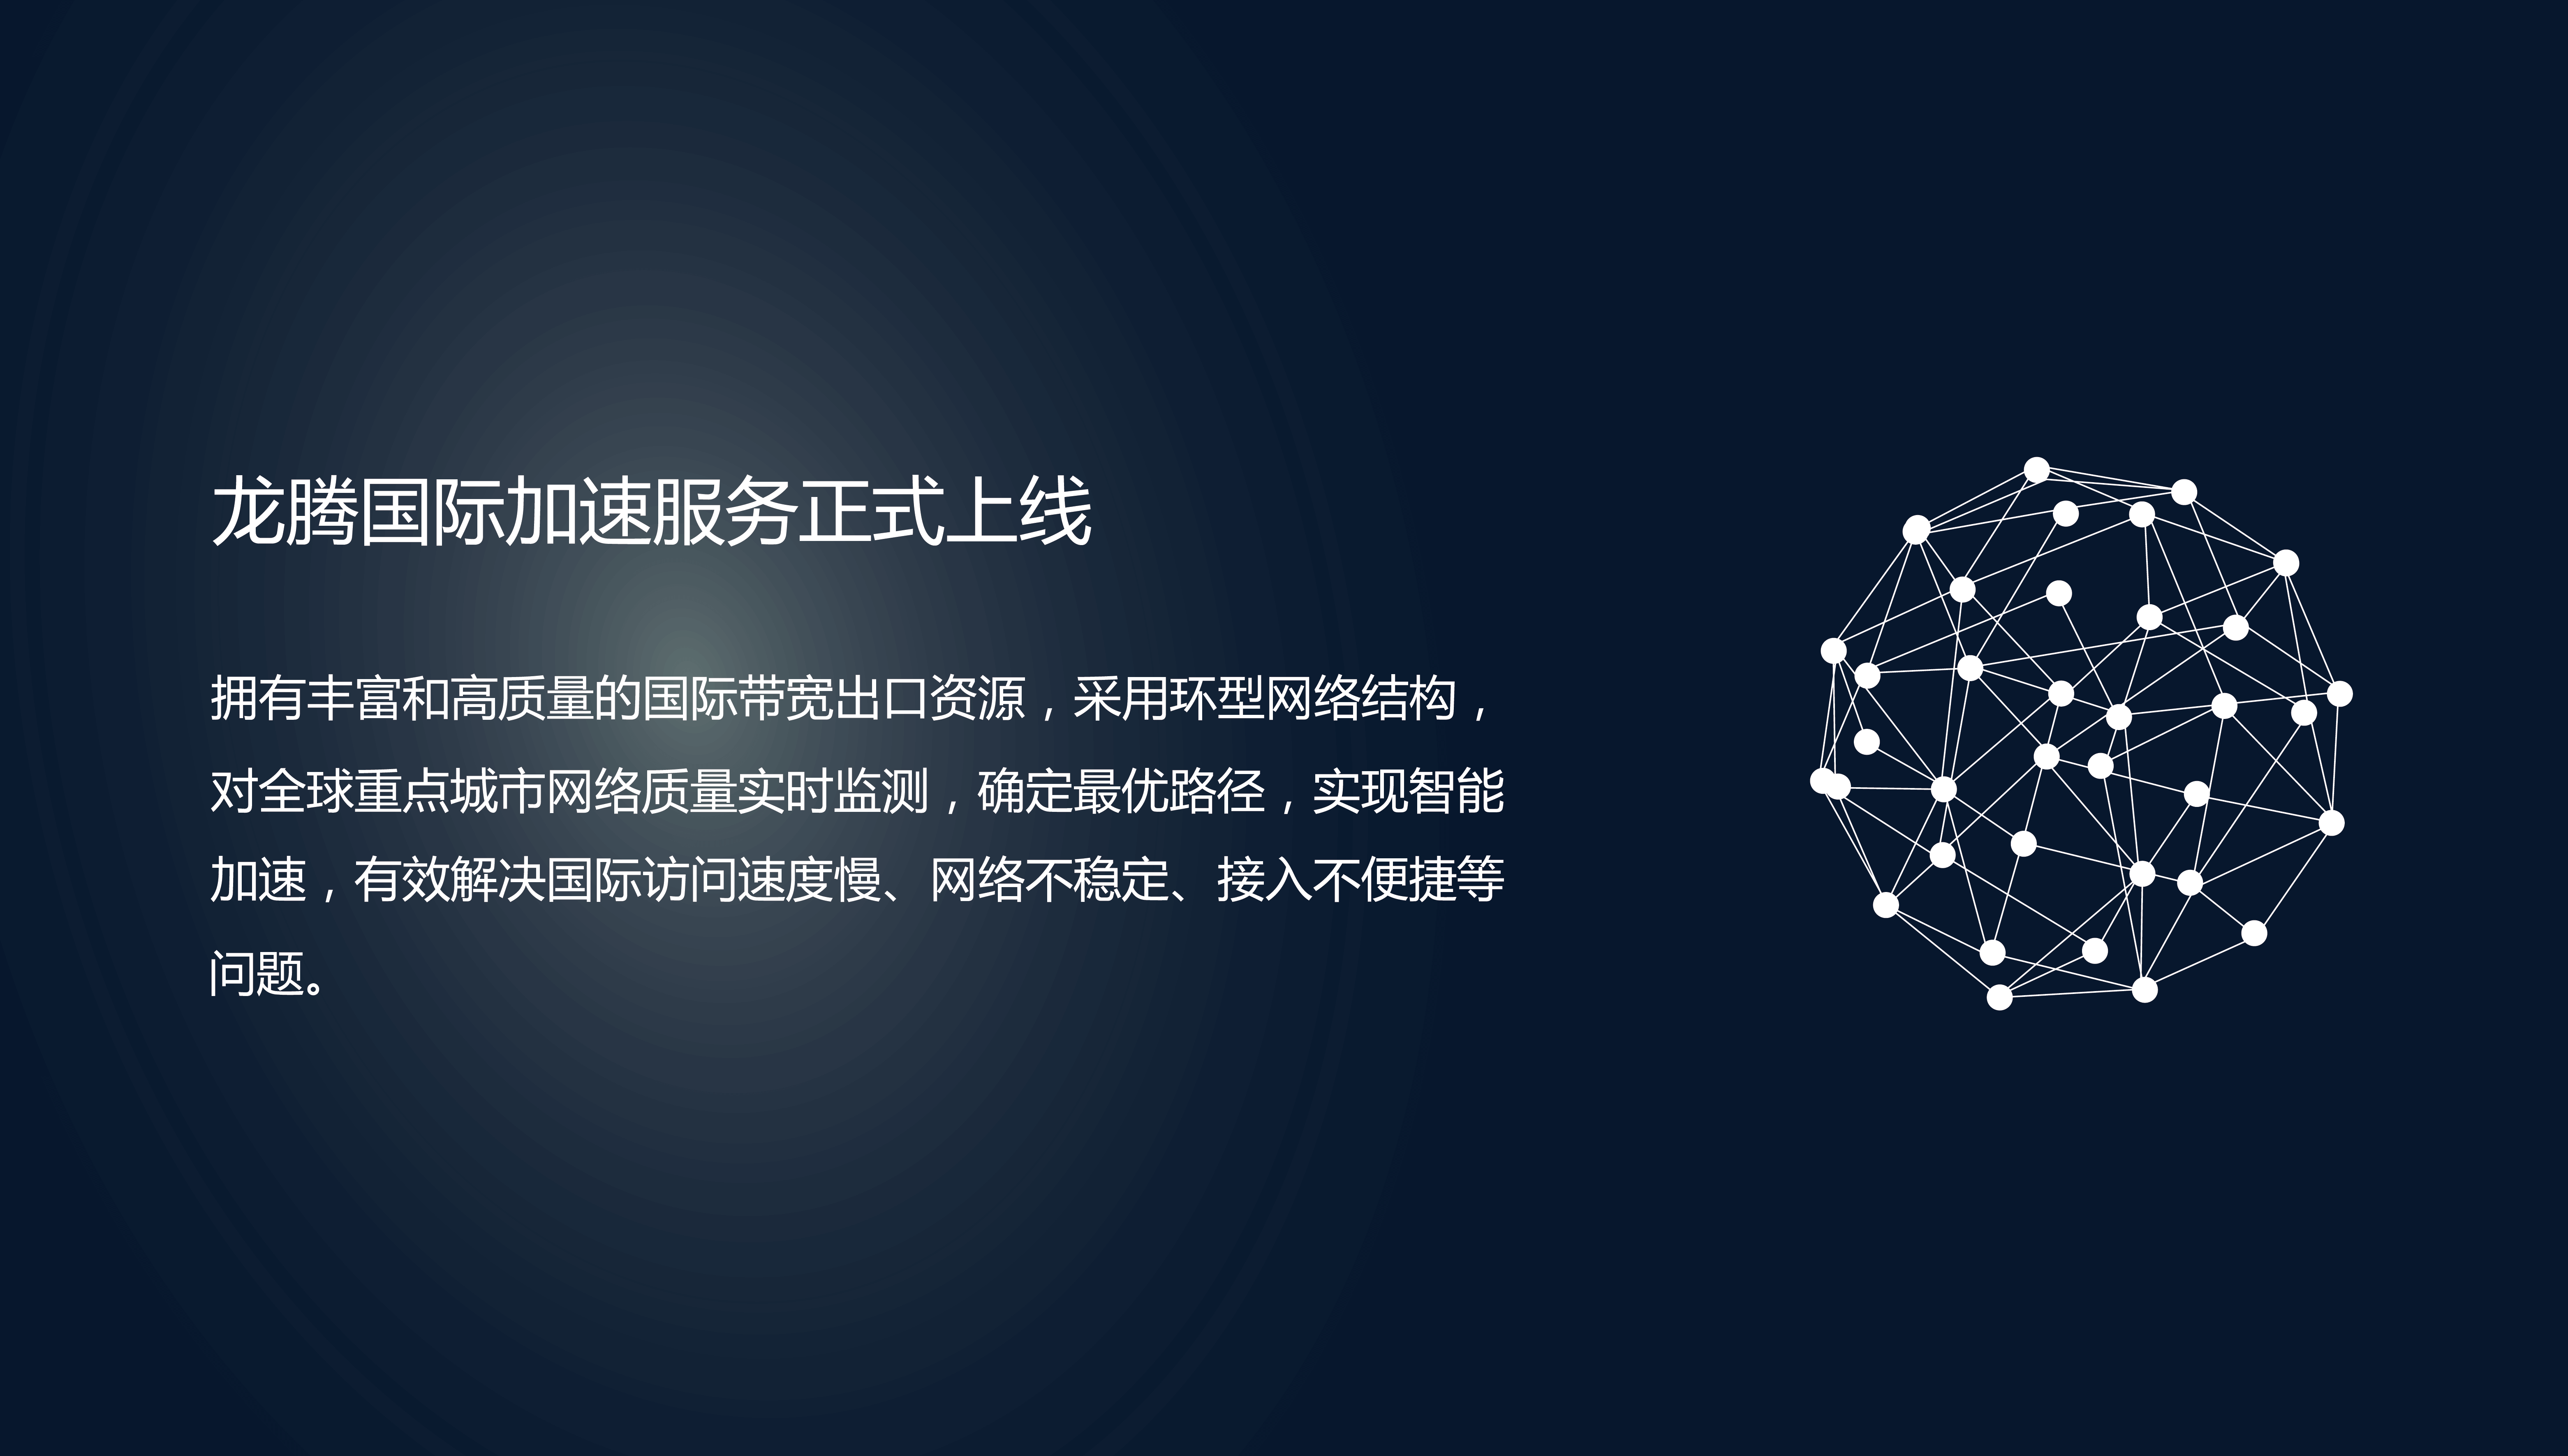 龙腾国际加速服务正式上线
拥有丰富和高质量的国际带宽出口资源，采用环型网络结构，
对全球重点城市网络质量实时监测，确定最优路径，实现智能
加速，有效解决国际访问速度慢、网络不稳定、接入不便捷等
问题。